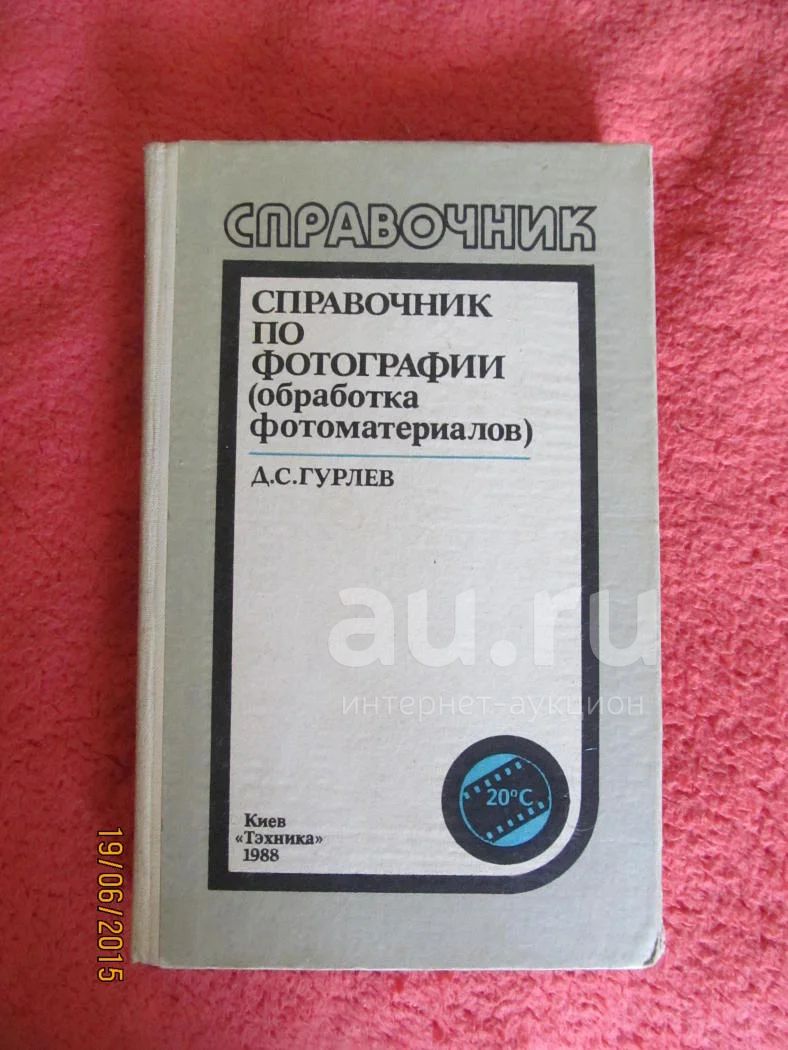 СПРАВОЧНИК
СПРАВОЧНИК
ПО
ФОТОГРАФИИ
(обработка
фотоматериалов)
Д.С.ГУРЛЕВ
au.ru
интернет-аукцион
20°C
Киев
«Тэхника»
1988
19/06/2015